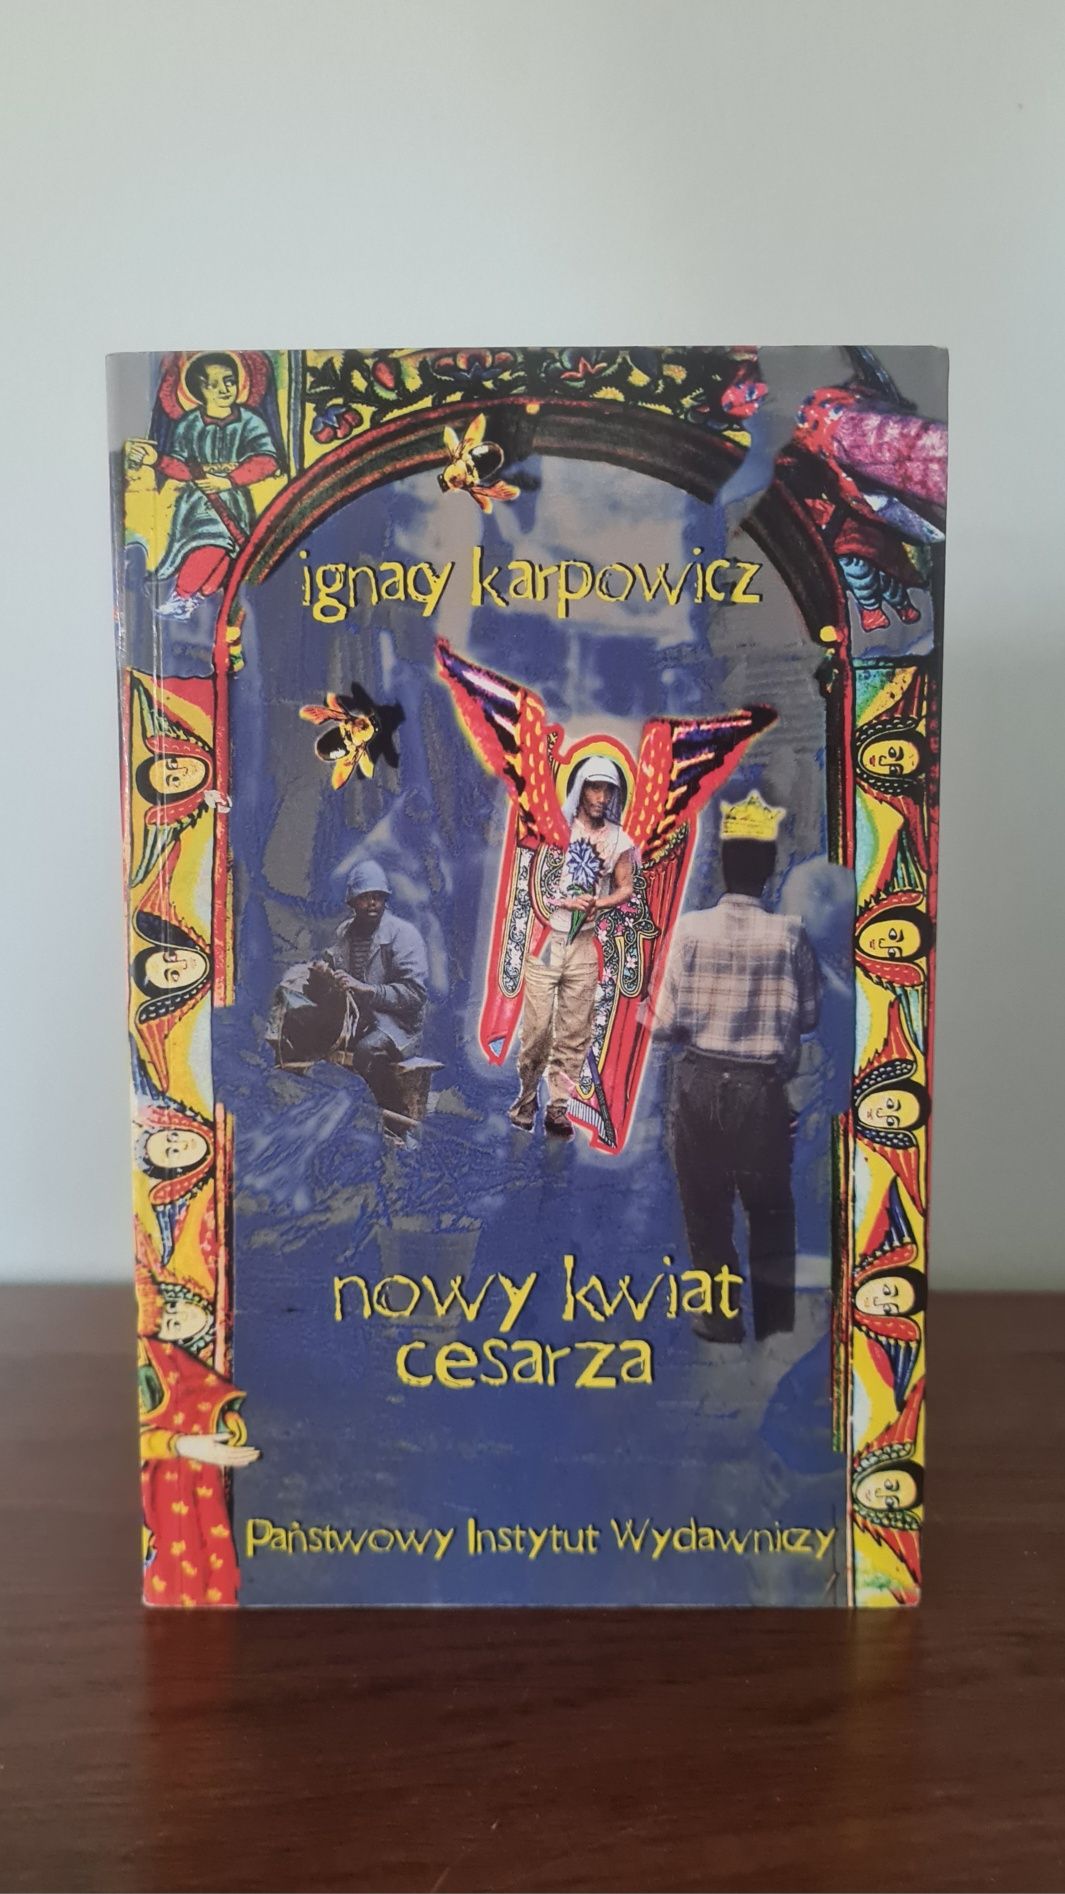 ignacy karpowicz
nowy kwiat
cesarza
Państwowy Instytut Wydawniczy